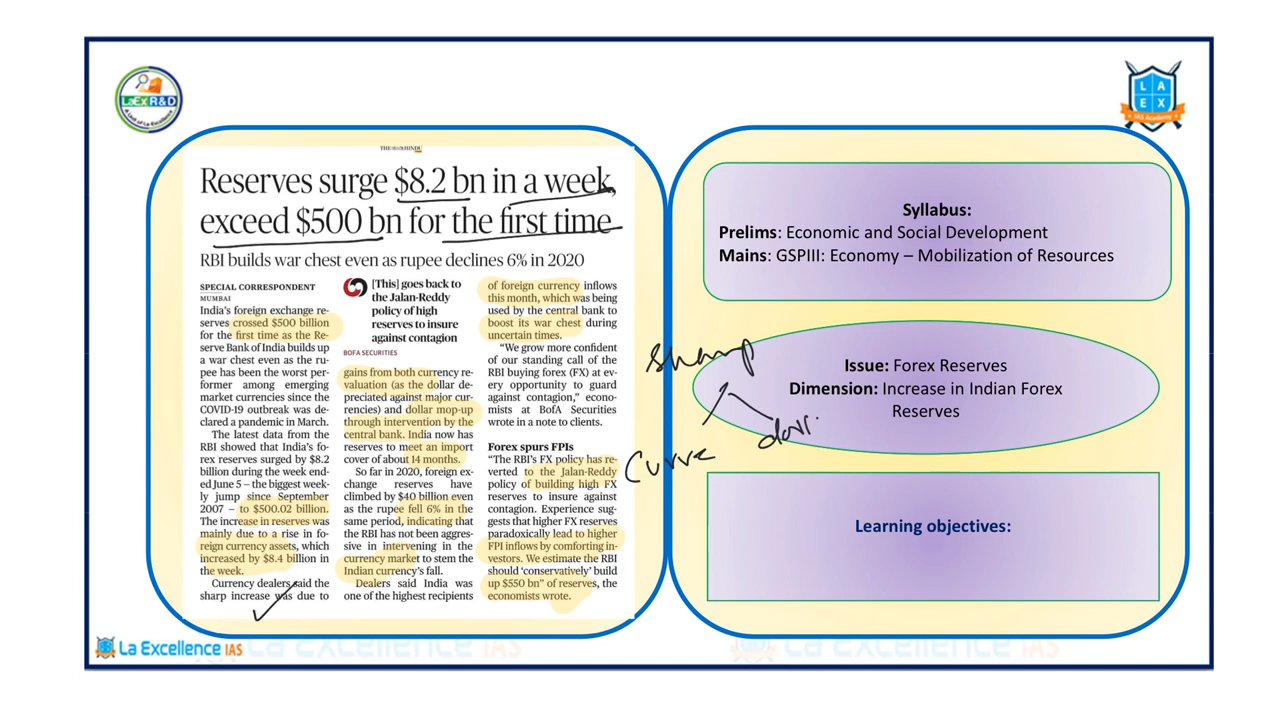 LaEx R&D
A Unit of La Excellence
L A
E X
IAS Academy
THE HINDU
Reserves surge $8.2 bn in a week,
exceed $500 bn for the first time
RBI builds war chest even as rupee declines 6% in 2020
SPECIAL CORRESPONDENT
MUMBAI
India's foreign exchange re-
serves crossed $500 billion
for the first time as the Re-
serve Bank of India builds up
a war chest even as the ru-
pee has been the worst per-
former among emerging
market currencies since the
COVID-19 outbreak was de-
clared a pandemic in March.
The latest data from the
RBI showed that India's fo-
rex reserves surged by $8.2
billion during the week end-
ed June 5 – the biggest week-
ly jump since September
2007 – to $500.02 billion.
The increase in reserves was
mainly due to a rise in fo-
reign currency assets, which
increased by $8.4 billion in
the week.
Currency dealers said the
sharp increase was due to
[This] goes back to
the Jalan-Reddy
policy of high
reserves to insure
against contagion
BOFA SECURITIES
gains from both currency re-
valuation (as the dollar de-
preciated against major cur-
rencies) and dollar mop-up
through intervention by the
central bank. India now has
reserves to meet an import
cover of about 14 months.
So far in 2020, foreign ex-
change reserves have
climbed by $40 billion even
as the rupee fell 6% in the
same period, indicating that
the RBI has not been aggres-
sive in intervening in the
currency market to stem the
Indian currency's fall.
Dealers said India was
one of the highest recipients
of foreign currency inflows
this month, which was being
used by the central bank to
boost its war chest during
uncertain times.
"We grow more confident
of our standing call of the
RBI buying forex (FX) at ev-
ery opportunity to guard
against contagion," econo-
mists at BofA Securities
wrote in a note to clients.
Forex spurs FPIs
"The RBI's FX policy has re-
verted to the Jalan-Reddy
policy of building high FX
reserves to insure against
contagion. Experience sug-
gests that higher FX reserves
paradoxically lead to higher
FPI inflows by comforting in-
vestors. We estimate the RBI
should 'conservatively' build
up $550 bn" of reserves, the
economists wrote.
Syllabus:
Prelims: Economic and Social Development
Mains: GSPIII: Economy – Mobilization of Resources
Issue: Forex Reserves
Dimension: Increase in Indian Forex
Reserves
Curve
Learning objectives:
La Excellence IAS
La Excellence IAS
La Excellence IAS